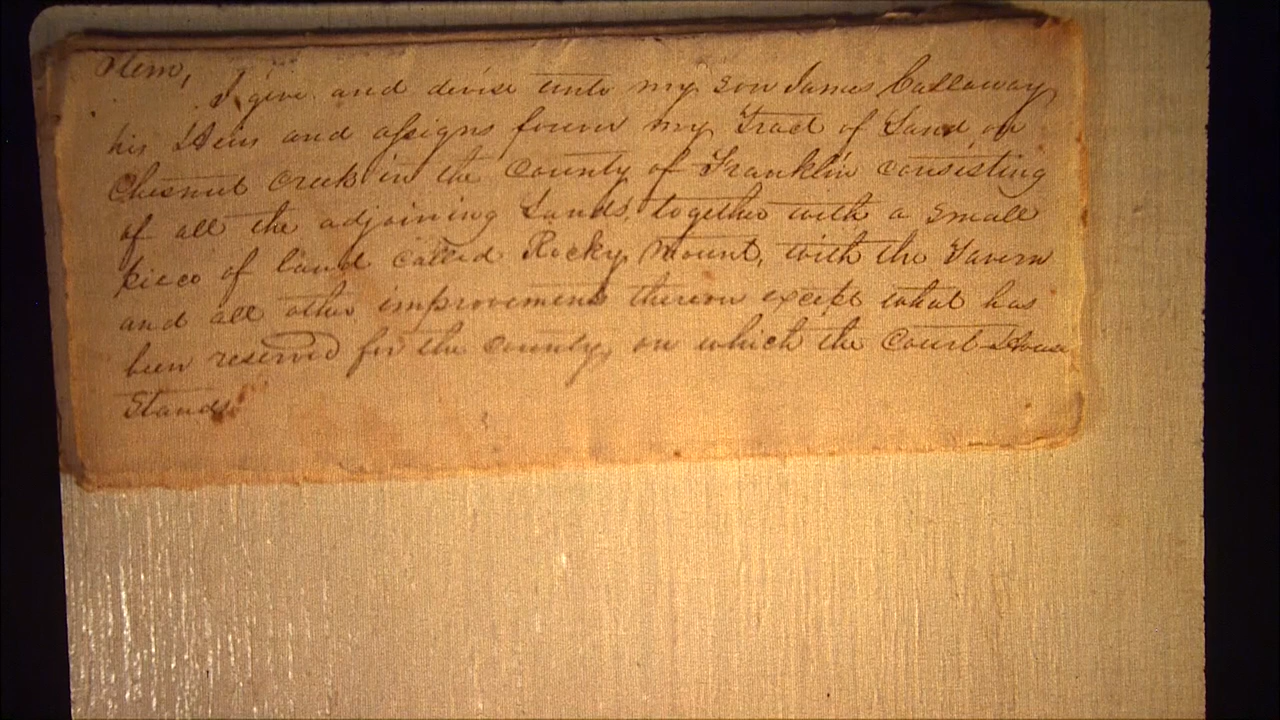 Item,
I give and devise unto my son James Callaway
his Heirs and assigns forever my Tract of Land on
Chesnut Creek in the County of Franklin consisting
of all the adjoining Lands, together with a small
piece of land called Rocky Mount, with the Tavern
and all other improvements thereon except what has
been reserved for the county, on which the Court House
Stands